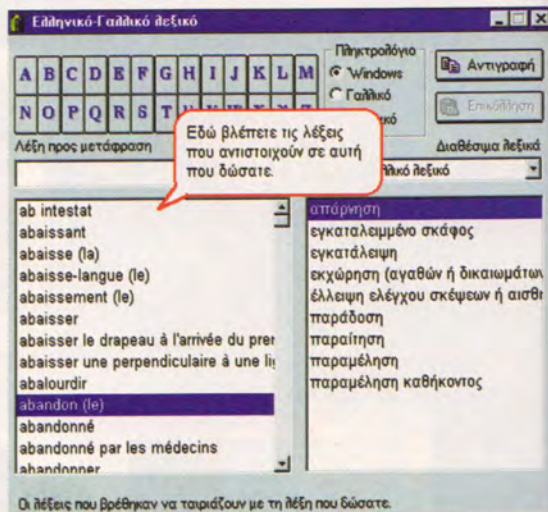 Ελληνικό-Γαλλικό λεξικό
Πληκτρολόγιο
A B C D E F G H I J K L M
Windows
Αντιγραφή
Γαλλικό
N O P Q R S T
Επικόλληση
Λέξη προς μετάφραση
Διαθέσιμα λεξικά
λεξικό
Εδώ βλέπετε τις λέξεις
που αντιστοιχούν σε αυτή
που δώσατε.
ab intestat
abaissant
abaisse (la)
abaisse-langue (le)
abaissement (le)
abaisser
abaisser le drapeau à l'arrivée du prer
abaisser une perpendiculaire à une li
abalourdir
abandon (le)
abandonné
abandonné par les médecins
abandonner
απάρνηση
εγκαταλειμμένο σκάφος
εγκατάλειψη
εκχώρηση (αγαθών ή δικαιωμάτων
έλλειψη ελέγχου σκέψεων ή αισθη
παράδοση
παραίτηση
παραμέληση
παραμέληση καθήκοντος
Οι λέξεις που βρέθηκαν να ταιριάζουν με τη λέξη που δώσατε.